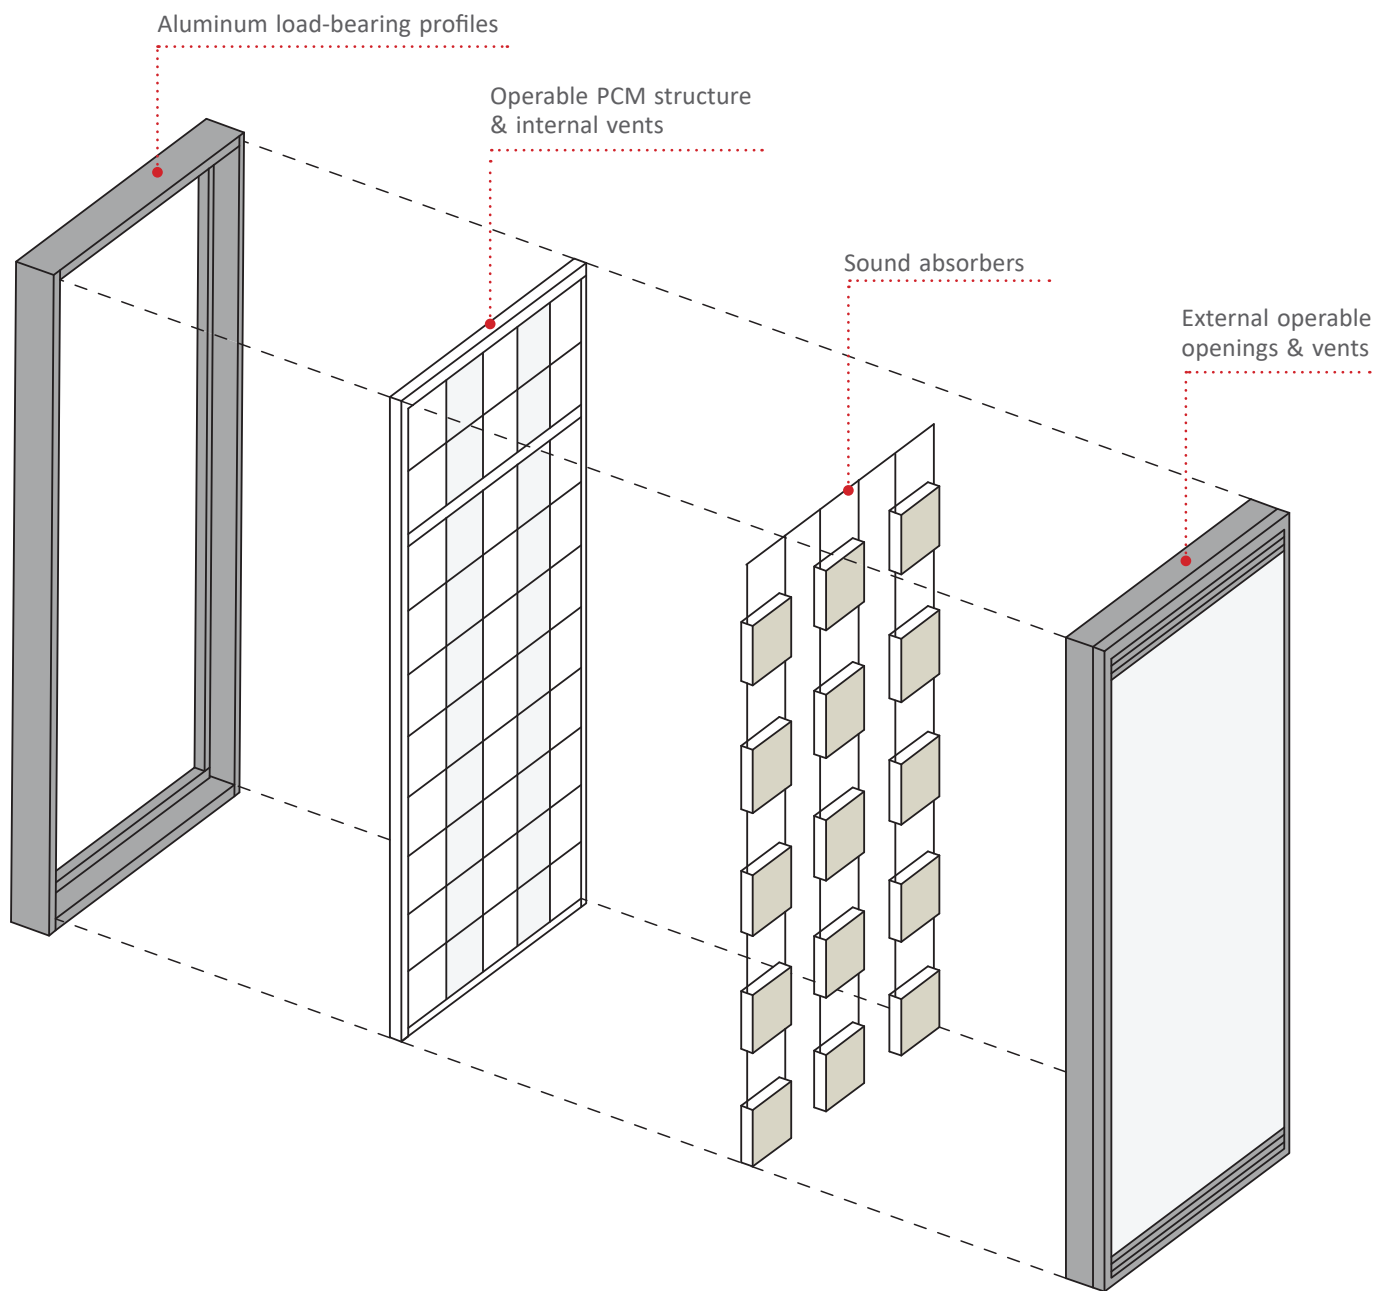 Aluminum load-bearing profiles
Operable PCM structure
& internal vents
Sound absorbers
External operable
openings & vents